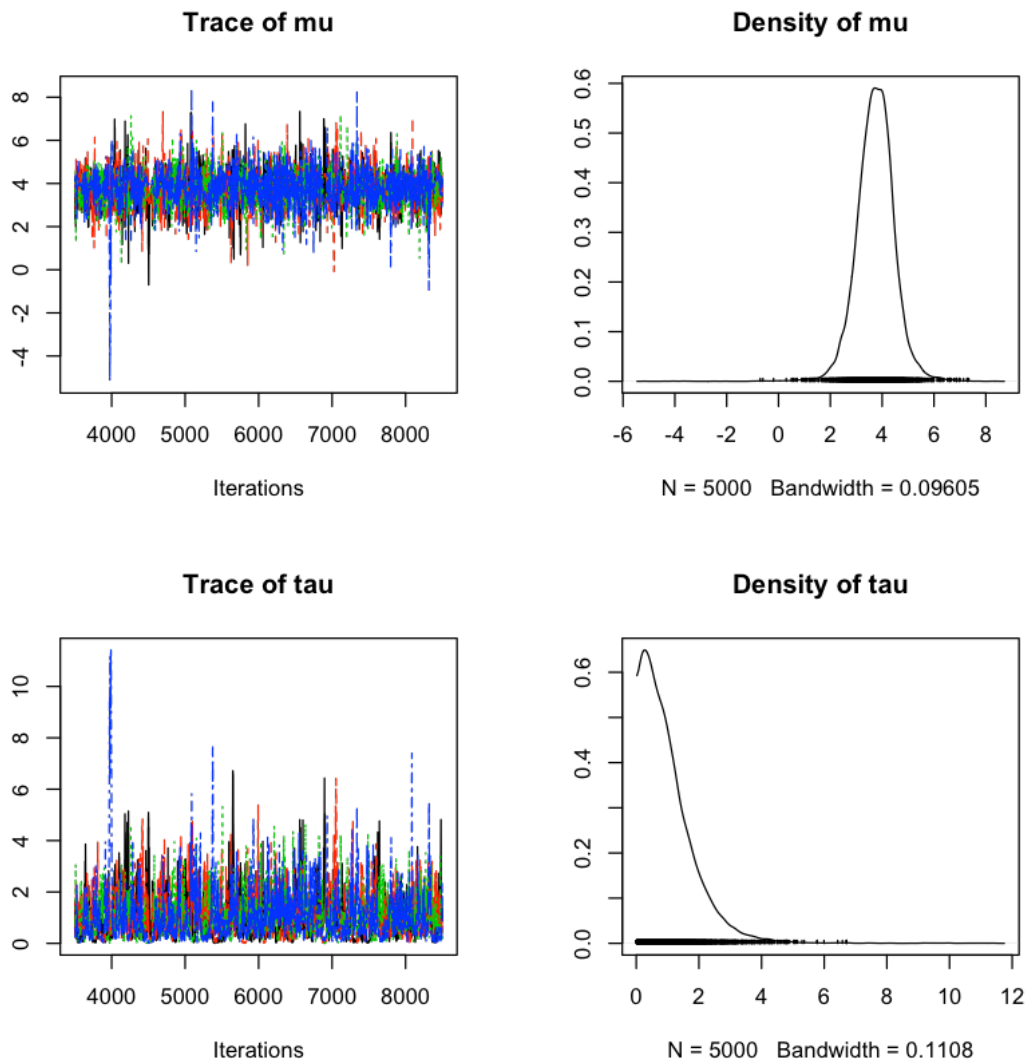 Trace of mu
8
6
4
2
0
-2
-4
4000 5000 6000 7000 8000
Iterations
Density of mu
0.6
0.5
0.4
0.3
0.2
0.1
0.0
-6 -4 -2 0 2 4 6 8
N = 5000 Bandwidth = 0.09605
Trace of tau
10
8
6
4
2
0
4000 5000 6000 7000 8000
Iterations
Density of tau
0.6
0.4
0.2
0.0
0 2 4 6 8 10 12
N = 5000 Bandwidth = 0.1108